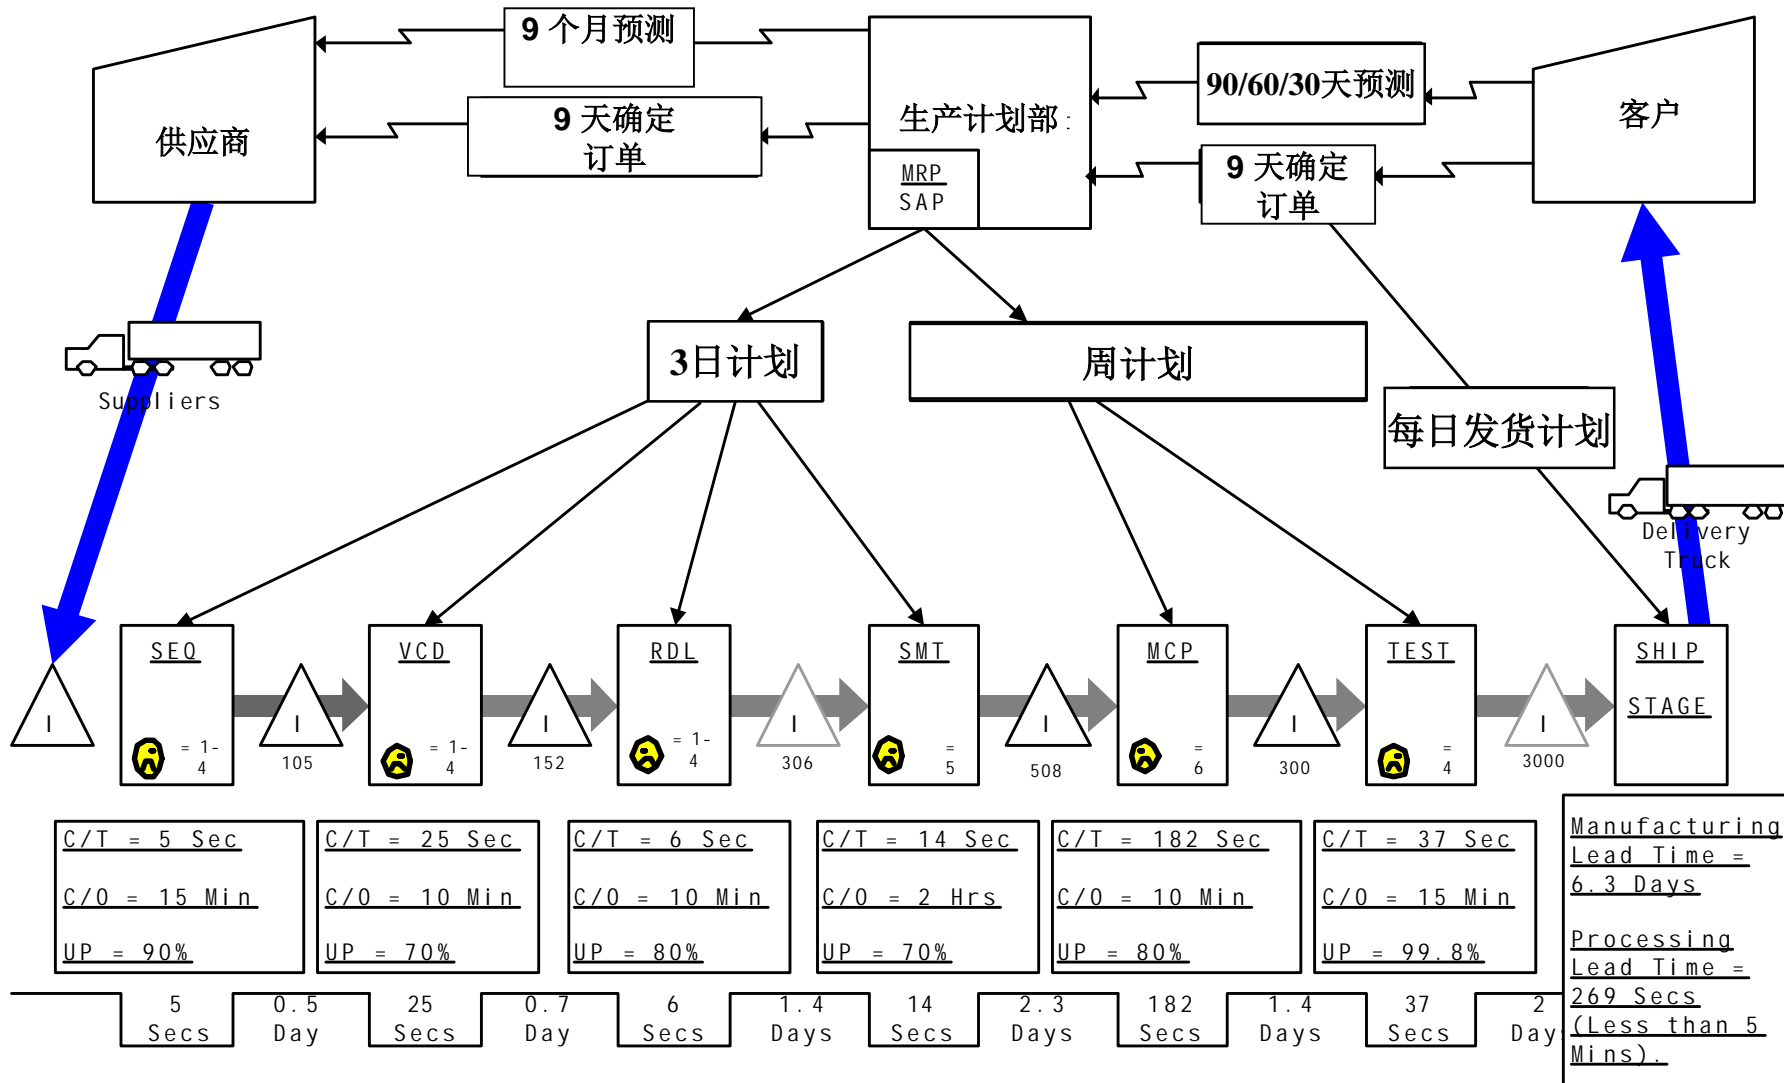 9 个月预测
90/60/30天预测
供应商
9 天确定
订单
生产计划部:
客户
MRP
SAP
9 天确定
订单
3日计划
周计划
Suppliers
每日发货计划
Delivery
Truck
SEQ
VCD
RDL
SMT
MCP
TEST
SHIP
STAGE
I
I
I
I
I
I
I
= 1-
4
= 1-
4
= 1-
4
=
5
=
6
=
4
105
152
306
508
300
3000
C/T = 5 Sec
C/O = 15 Min
UP = 90%
C/T = 25 Sec
C/O = 10 Min
UP = 70%
C/T = 6 Sec
C/O = 10 Min
UP = 80%
C/T = 14 Sec
C/O = 2 Hrs
UP = 70%
C/T = 182 Sec
C/O = 10 Min
UP = 80%
C/T = 37 Sec
C/O = 15 Min
UP = 99.8%
Manufacturing
Lead Time =
6.3 Days
Processing
Lead Time =
269 Secs
(Less than 5
Mins).
5
Secs
0.5
Day
25
Secs
0.7
Day
6
Secs
1.4
Days
14
Secs
2.3
Days
182
Secs
1.4
Days
37
Secs
2
Day